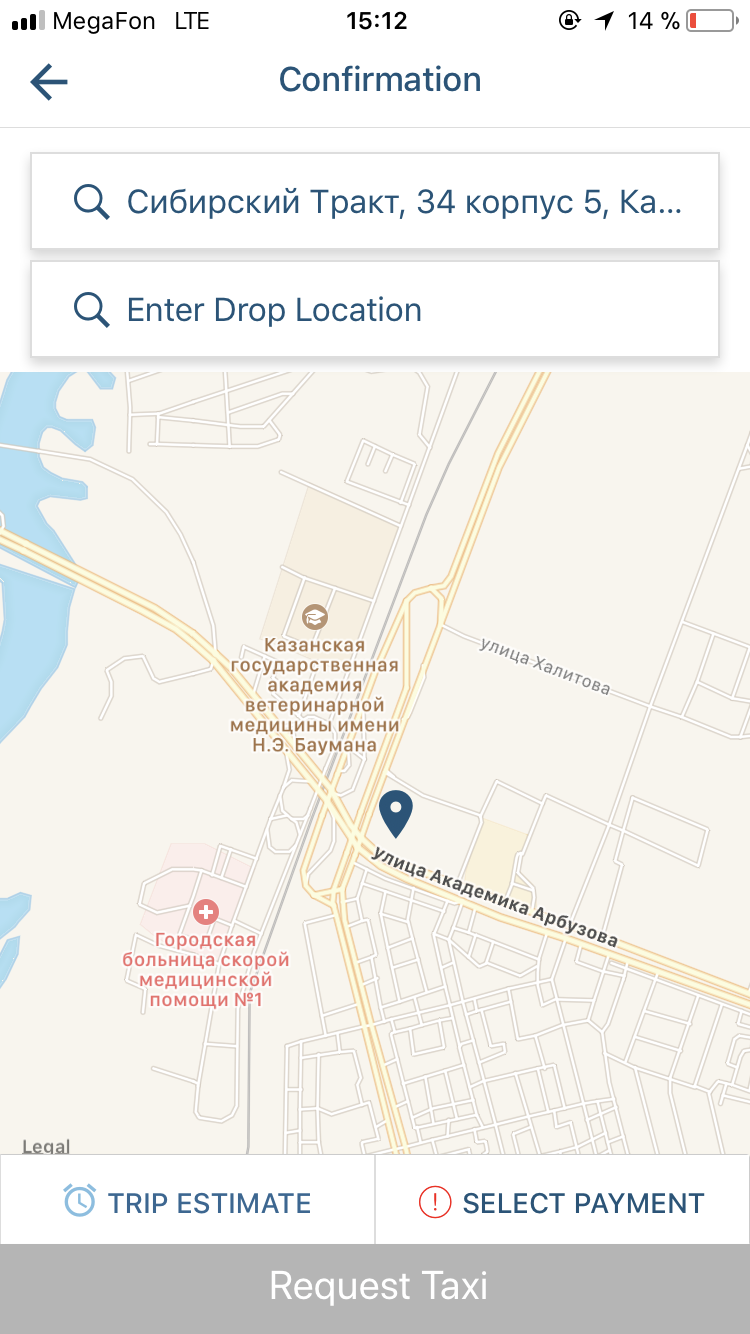 MegaFon LTE 15:12 14 %
Confirmation
Сибирский Тракт, 34 корпус 5, Ка...
Enter Drop Location
улица Халитова
Казанская
государственная
академия
ветеринарной
медицины имени
Н.Э. Баумана
улица Академика Арбузова
Городская
больница скорой
медицинской
помощи №1
Legal
TRIP ESTIMATE
SELECT PAYMENT
Request Taxi